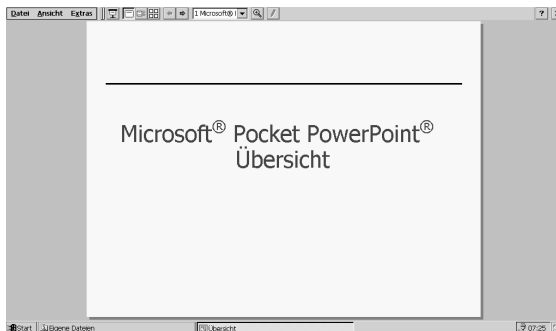 Datei Ansicht Extras 1 Microsoft® ?
Microsoft® Pocket PowerPoint®
Übersicht
Start Eigene Dateien Übersicht 07:25